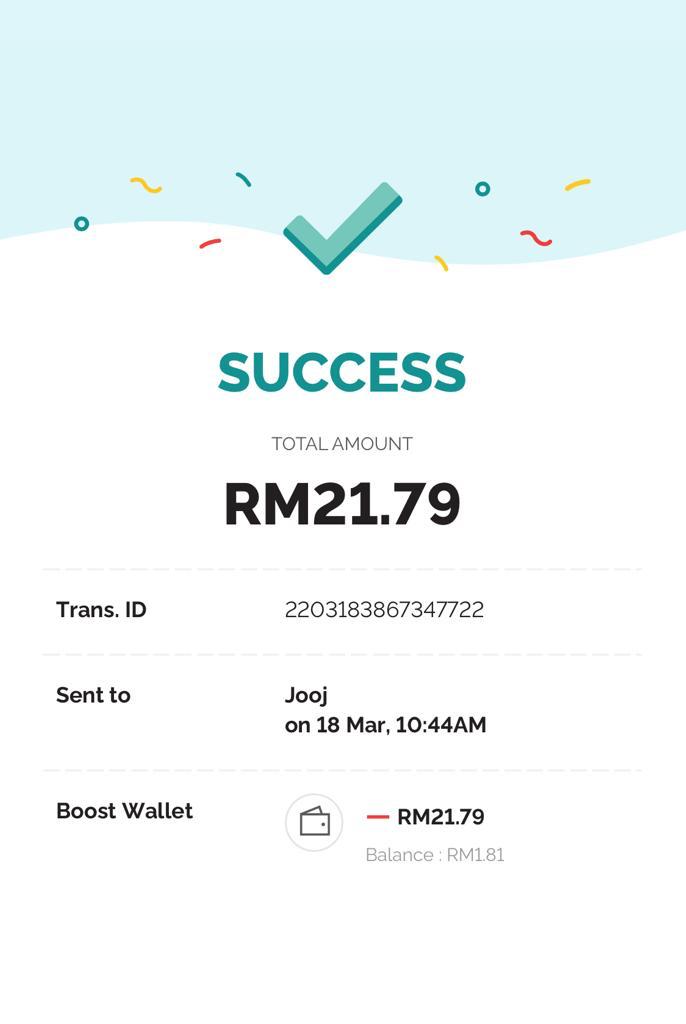 SUCCESS
TOTAL AMOUNT
RM21.79
Trans. ID 2203183867347722
Sent to Jooj
on 18 Mar, 10:44AM
Boost Wallet — RM21.79
Balance : RM1.81